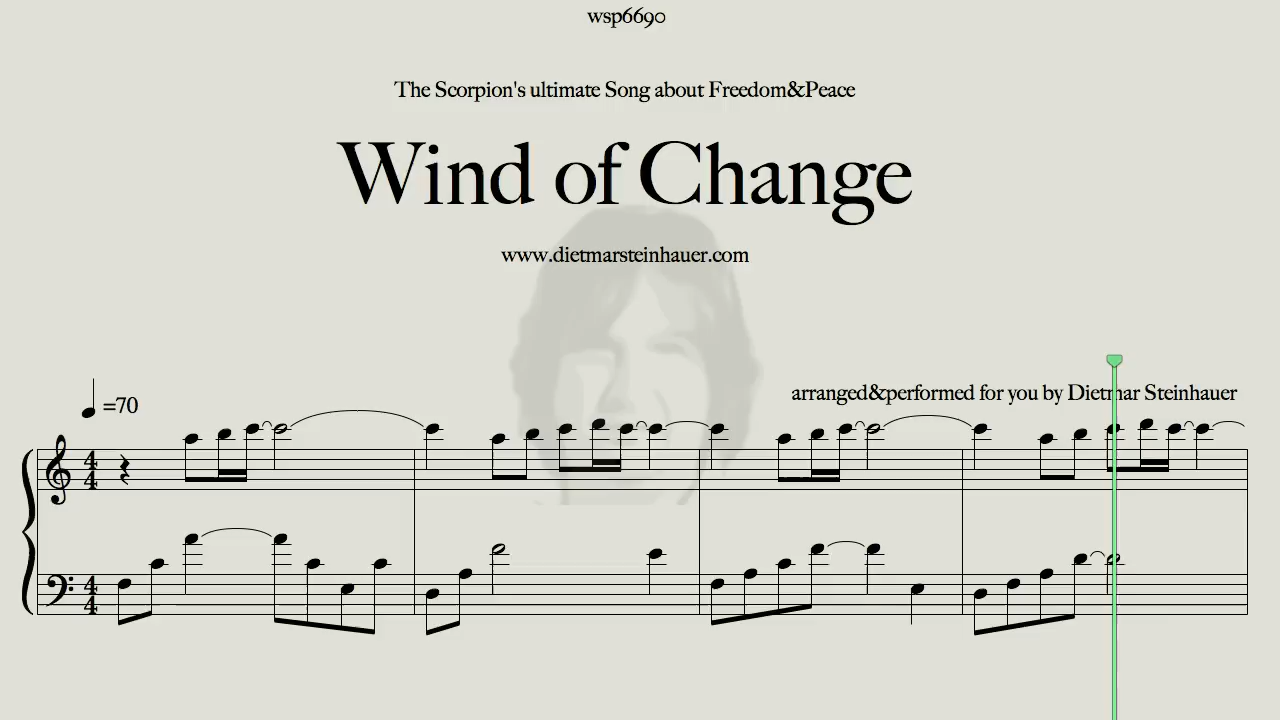 wsp6690
The Scorpion's ultimate Song about Freedom&Peace
Wind of Change
www.dietmarsteinhauer.com
arranged&performed for you by Dietmar Steinhauer
=70
4
4
4
4